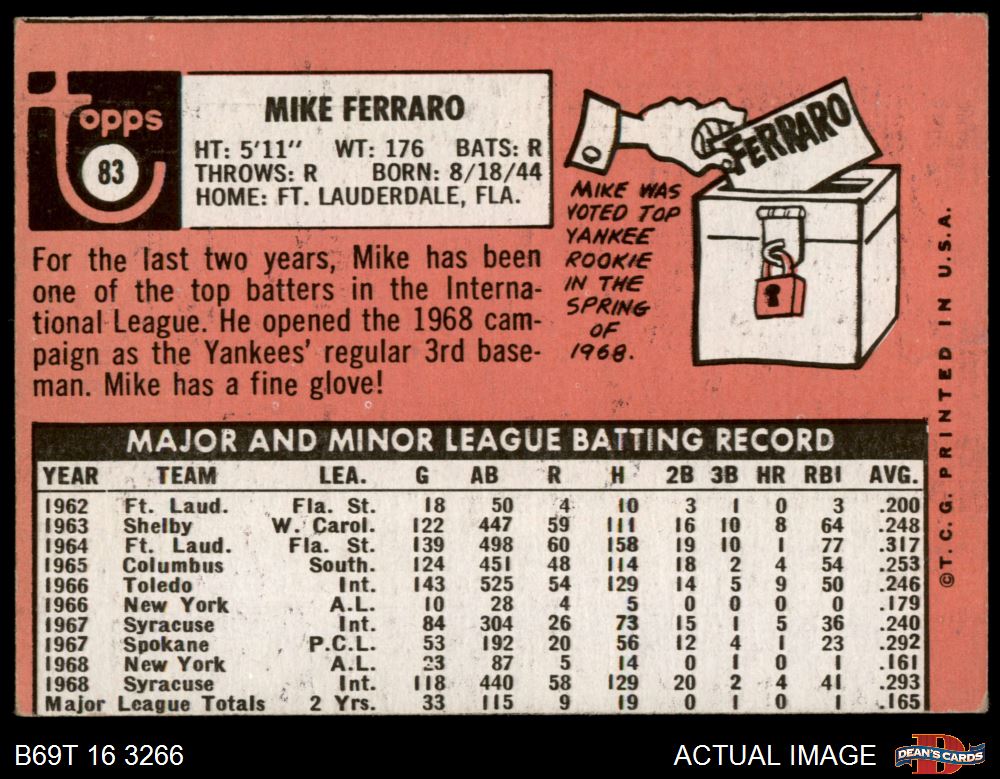 topps
83
MIKE FERRARO
HT: 5'11" WT: 176 BATS: R
THROWS: R BORN: 8/18/44
HOME: FT. LAUDERDALE, FLA.
For the last two years, Mike has been
one of the top batters in the Interna-
tional League. He opened the 1968 cam-
paign as the Yankees' regular 3rd base-
man. Mike has a fine glove!
FERRARO
MIKE WAS
VOTED TOP
YANKEE
ROOKIE
IN THE
SPRING
OF
1968.
MAJOR AND MINOR LEAGUE BATTING RECORD
YEAR TEAM LEA. G AB R H 2B 3B HR RBI AVG.
1962 Ft. Laud. Fla. St. 18 50 4 10 3 1 0 3 .200
1963 Shelby W. Carol. 122 447 59 111 16 10 8 64 .248
1964 Ft. Laud. Fla. St. 139 498 60 158 19 10 1 77 .317
1965 Columbus South. 124 451 48 114 18 2 4 54 .253
1966 Toledo Int. 143 525 54 129 14 5 9 50 .246
1966 New York A.L. 10 28 4 5 0 0 0 0 .179
1967 Syracuse Int. 84 304 26 73 15 1 5 36 .240
1967 Spokane P.C.L. 53 192 20 56 12 4 1 23 .292
1968 New York A.L. 23 87 5 14 0 1 0 1 .161
1968 Syracuse Int. 118 440 58 129 20 2 4 41 .293
Major League Totals 2 Yrs. 33 115 9 19 0 1 0 1 .165
©T. C. G. PRINTED IN U.S.A.
B69T 16 3266
ACTUAL IMAGE
D
DEAN'S CARDS